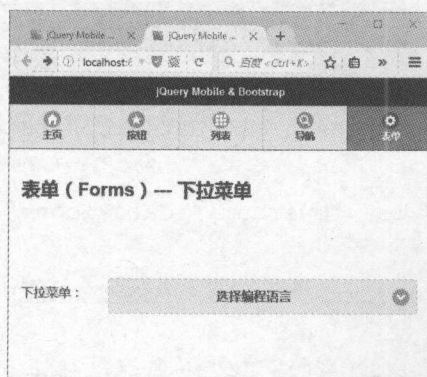 jQuery Mobile ... × jQuery Mobile ... × +
localhost:8 百度 <Ctrl+K>
jQuery Mobile & Bootstrap
主页 按钮 列表 导航 表单
表单（Forms）--- 下拉菜单
下拉菜单： 选择编程语言